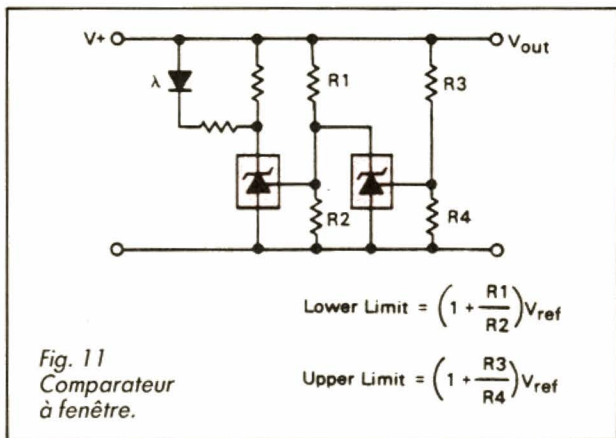 V+
V out
λ
R1
R3
R2
R4
Lower Limit = (1 + R1/R2) Vref
Upper Limit = (1 + R3/R4) Vref
Fig. 11
Comparateur
à fenêtre.